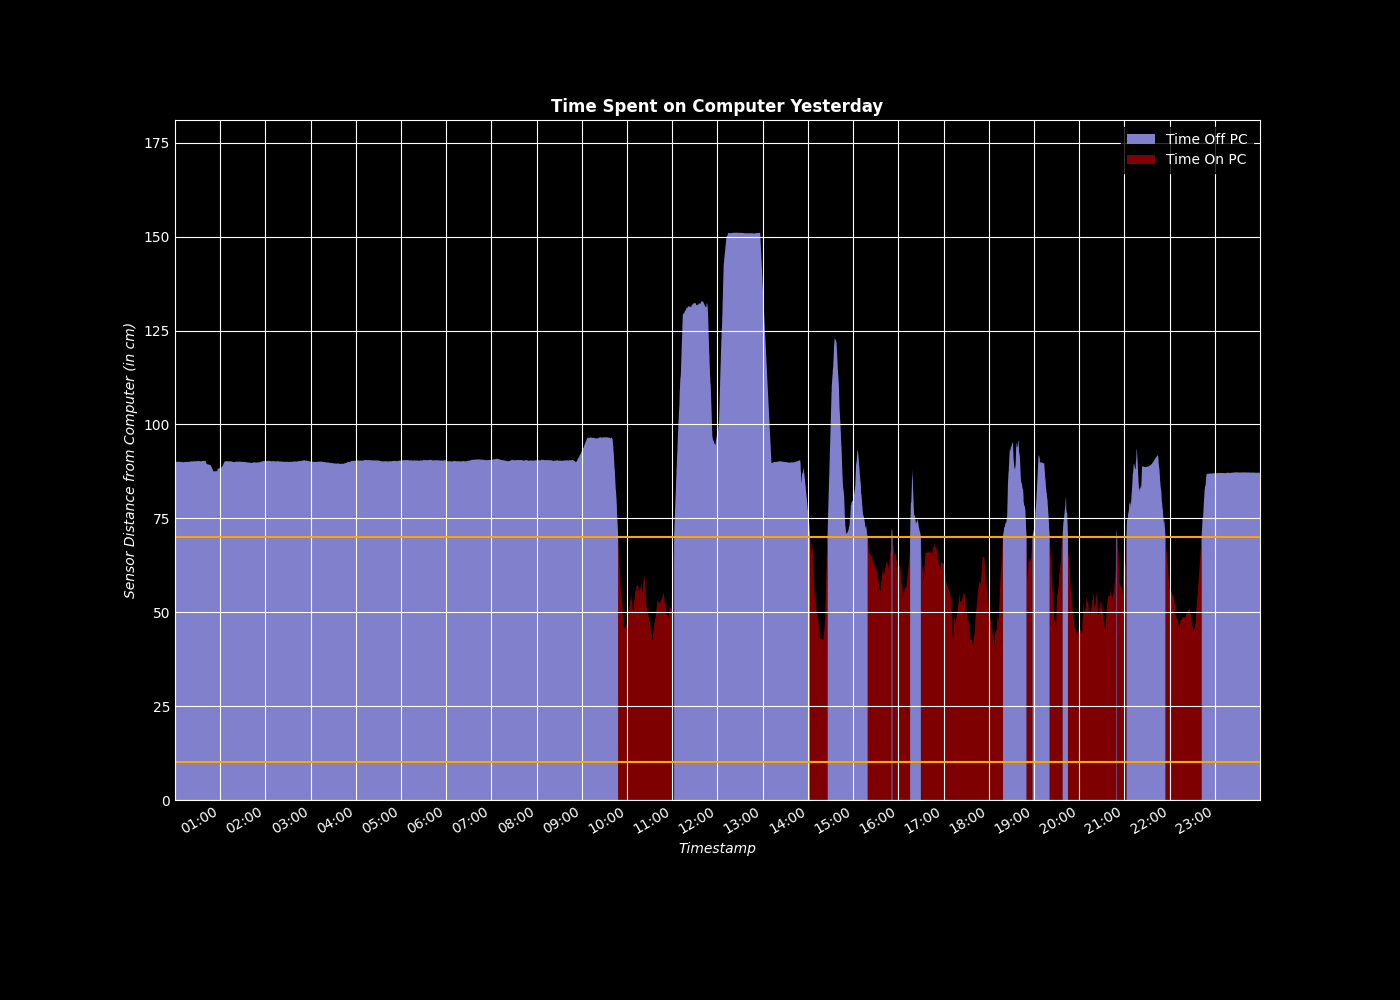 Time Spent on Computer Yesterday
Time Off PC
Time On PC
175
150
125
100
75
50
25
0
Sensor Distance from Computer (in cm)
01:00 02:00 03:00 04:00 05:00 06:00 07:00 08:00 09:00 10:00 11:00 12:00 13:00 14:00 15:00 16:00 17:00 18:00 19:00 20:00 21:00 22:00 23:00
Timestamp